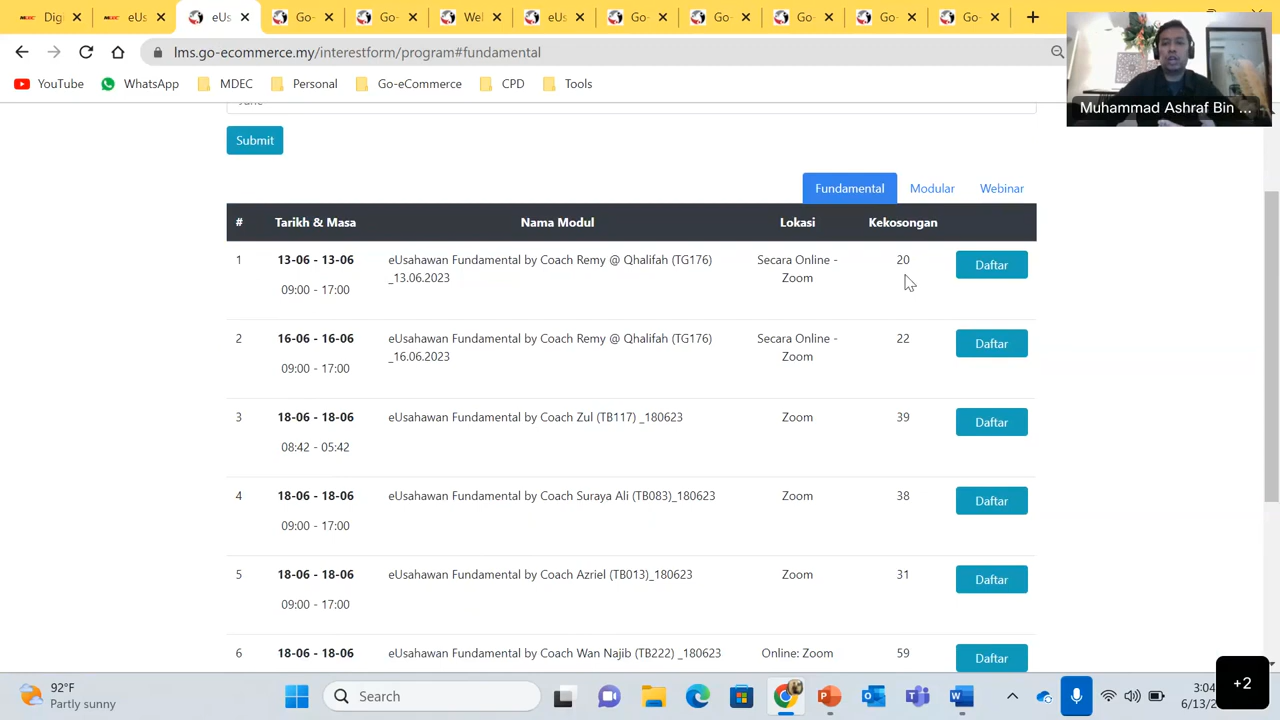 Dig
eUs
Go-
Go-
Wel
eUs
Go-
Go-
Go-
lms.go-ecommerce.my/interestform/program#fundamental
YouTube
WhatsApp
MDEC
Personal
Go-eCommerce
CPD
Tools
Muhammad Ashraf Bin ...
Submit
Fundamental
Modular
Webinar
# Tarikh & Masa Nama Modul Lokasi Kekosongan
1 13-06 - 13-06 eUsahawan Fundamental by Coach Remy @ Qhalifah (TG176) Secara Online - 20 Daftar
_13.06.2023 Zoom
09:00 - 17:00
2 16-06 - 16-06 eUsahawan Fundamental by Coach Remy @ Qhalifah (TG176) Secara Online - 22 Daftar
_16.06.2023 Zoom
09:00 - 17:00
3 18-06 - 18-06 eUsahawan Fundamental by Coach Zul (TB117) _180623 Zoom 39 Daftar
08:42 - 05:42
4 18-06 - 18-06 eUsahawan Fundamental by Coach Suraya Ali (TB083)_180623 Zoom 38 Daftar
09:00 - 17:00
5 18-06 - 18-06 eUsahawan Fundamental by Coach Azriel (TB013)_180623 Zoom 31 Daftar
09:00 - 17:00
6 18-06 - 18-06 eUsahawan Fundamental by Coach Wan Najib (TB222) _180623 Online: Zoom 59 Daftar
92°F
Partly sunny
Search
3:04
6/13/2
+2